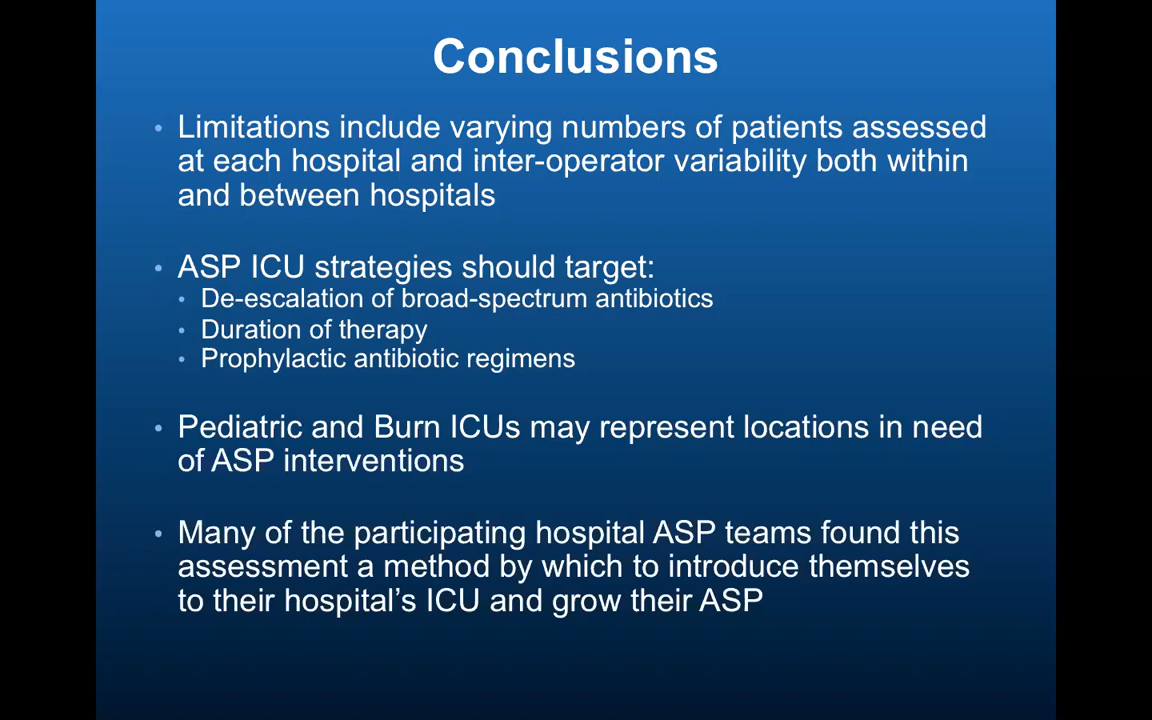 Conclusions
• Limitations include varying numbers of patients assessed
at each hospital and inter-operator variability both within
and between hospitals
• ASP ICU strategies should target:
• De-escalation of broad-spectrum antibiotics
• Duration of therapy
• Prophylactic antibiotic regimens
• Pediatric and Burn ICUs may represent locations in need
of ASP interventions
• Many of the participating hospital ASP teams found this
assessment a method by which to introduce themselves
to their hospital’s ICU and grow their ASP